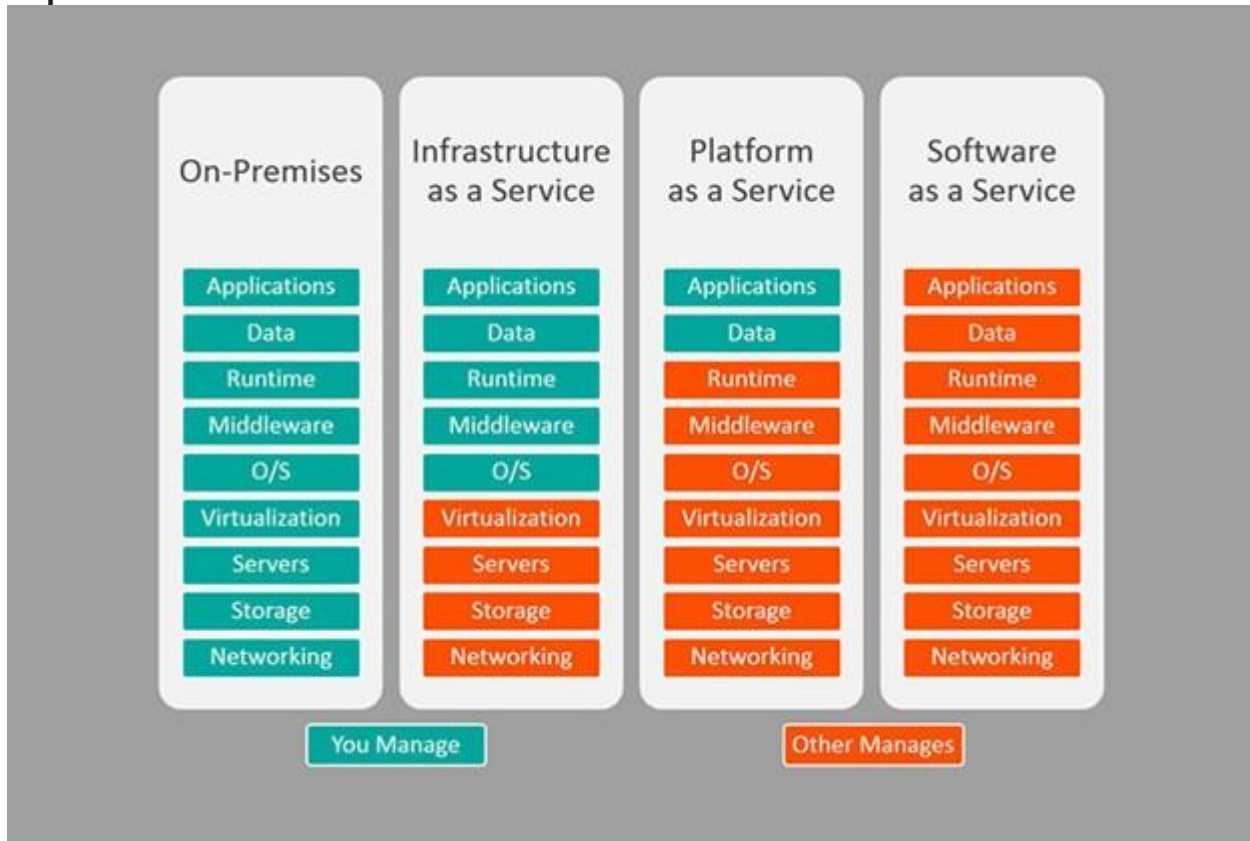 On-Premises
Applications
Data
Runtime
Middleware
O/S
Virtualization
Servers
Storage
Networking
Infrastructure
as a Service
Applications
Data
Runtime
Middleware
O/S
Virtualization
Servers
Storage
Networking
Platform
as a Service
Applications
Data
Runtime
Middleware
O/S
Virtualization
Servers
Storage
Networking
Software
as a Service
Applications
Data
Runtime
Middleware
O/S
Virtualization
Servers
Storage
Networking
You Manage
Other Manages